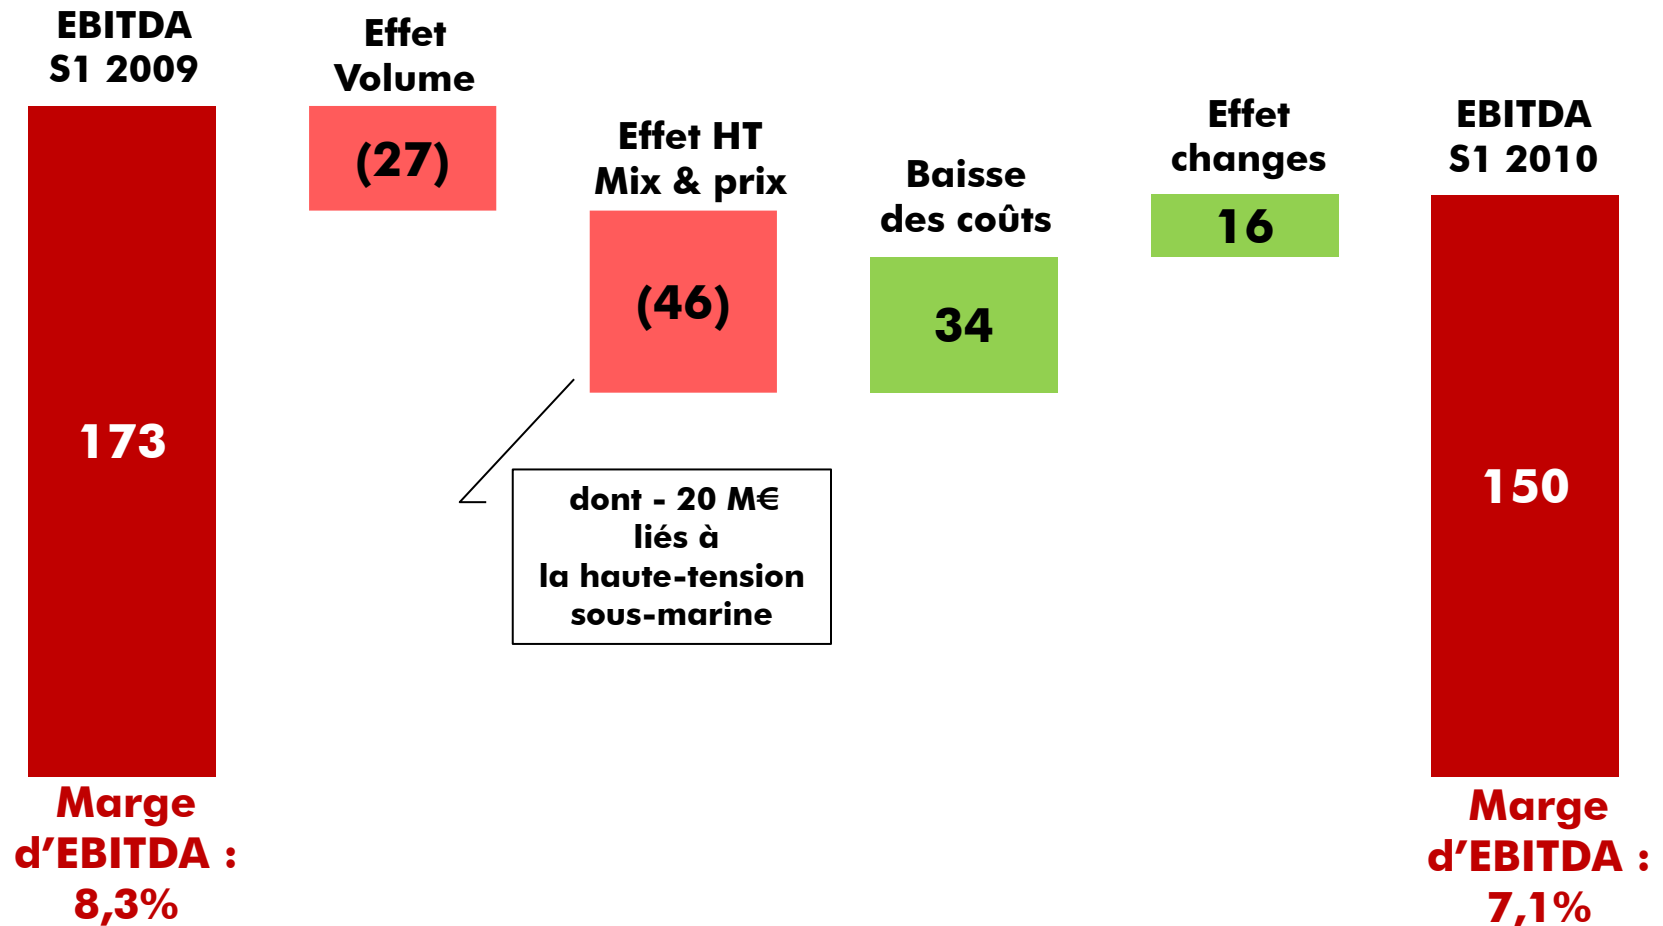 EBITDA
S1 2009
Effet
Volume
(27)
Effet HT
Mix & prix
(46)
Baisse
des coûts
34
Effet
changes
16
EBITDA
S1 2010
173
150
dont - 20 M€
liés à
la haute-tension
sous-marine
Marge
d’EBITDA :
8,3%
Marge
d’EBITDA :
7,1%